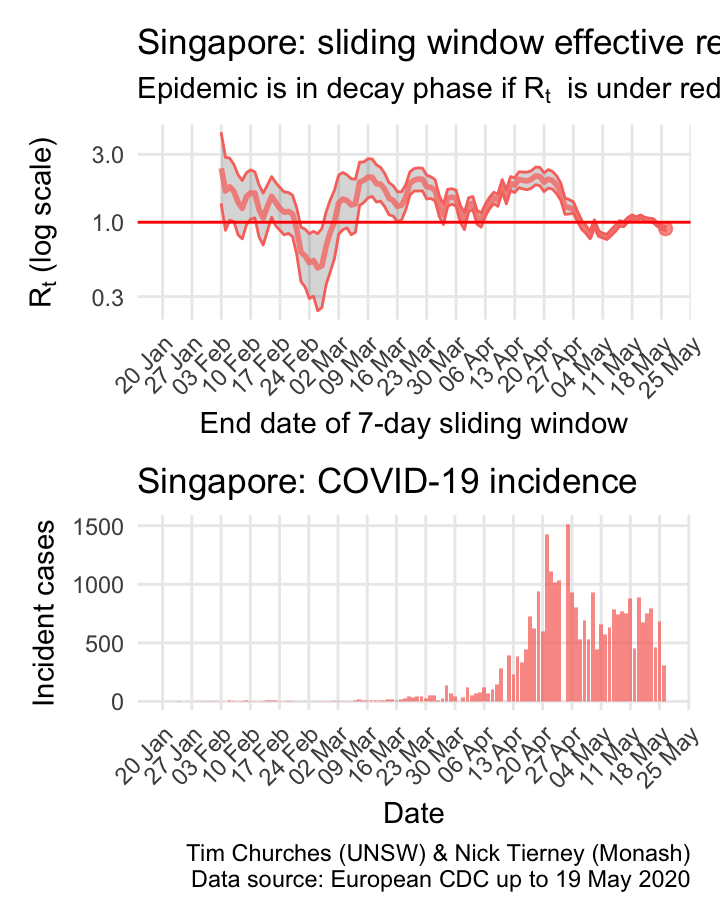 Singapore: sliding window effective re
Epidemic is in decay phase if Rt is under red
Rt (log scale)
3.0
1.0
0.3
20 Jan
27 Jan
03 Feb
10 Feb
17 Feb
24 Feb
02 Mar
09 Mar
16 Mar
23 Mar
30 Mar
06 Apr
13 Apr
20 Apr
27 Apr
04 May
11 May
18 May
25 May
End date of 7-day sliding window
Singapore: COVID-19 incidence
Incident cases
1500
1000
500
0
20 Jan
27 Jan
03 Feb
10 Feb
17 Feb
24 Feb
02 Mar
09 Mar
16 Mar
23 Mar
30 Mar
06 Apr
13 Apr
20 Apr
27 Apr
04 May
11 May
18 May
25 May
Date
Tim Churches (UNSW) & Nick Tierney (Monash)
Data source: European CDC up to 19 May 2020